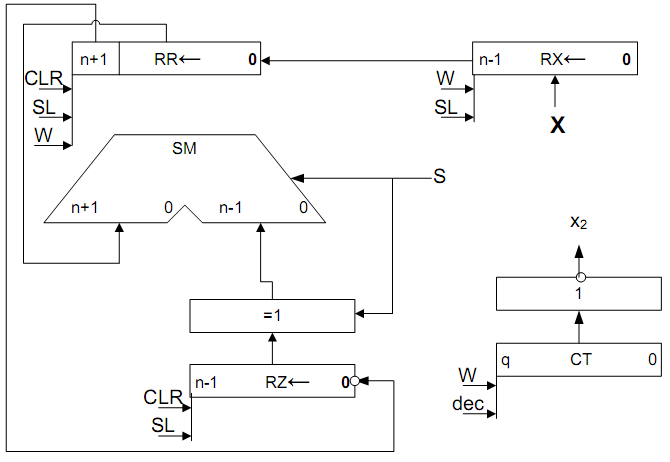 n+1 RR← 0
n-1 RX← 0
CLR
SL
W
W
SL
X
SM
S
n+1 0 n-1 0
x2
1
=1
q CT 0
W
dec
n-1 RZ← 0
CLR
SL